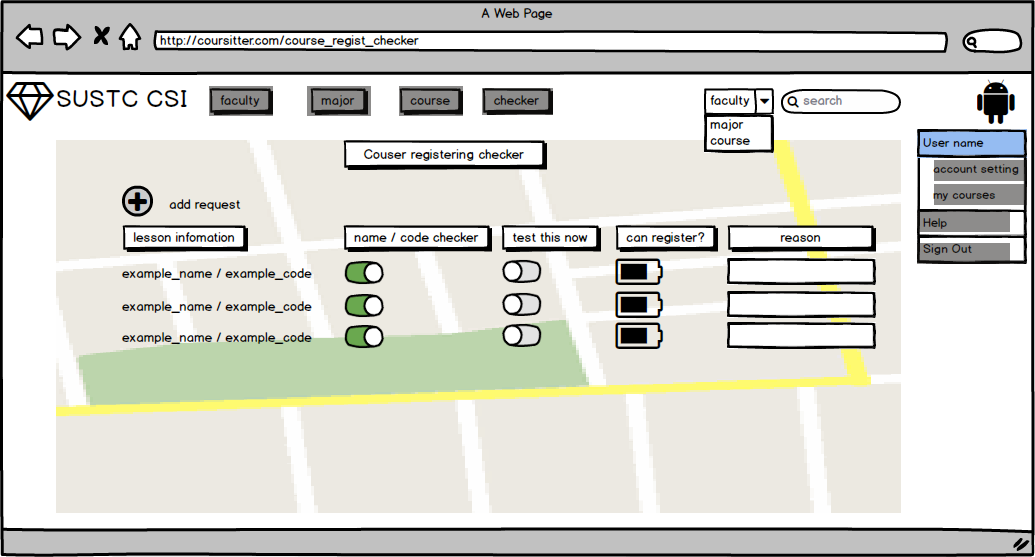 A Web Page
http://coursitter.com/course_regist_checker
SUSTC CSI
faculty
major
course
checker
faculty
search
major
course
User name
account setting
my courses
Help
Sign Out
Couser registering checker
add request
lesson infomation
name / code checker
test this now
can register?
reason
example_name / example_code
example_name / example_code
example_name / example_code